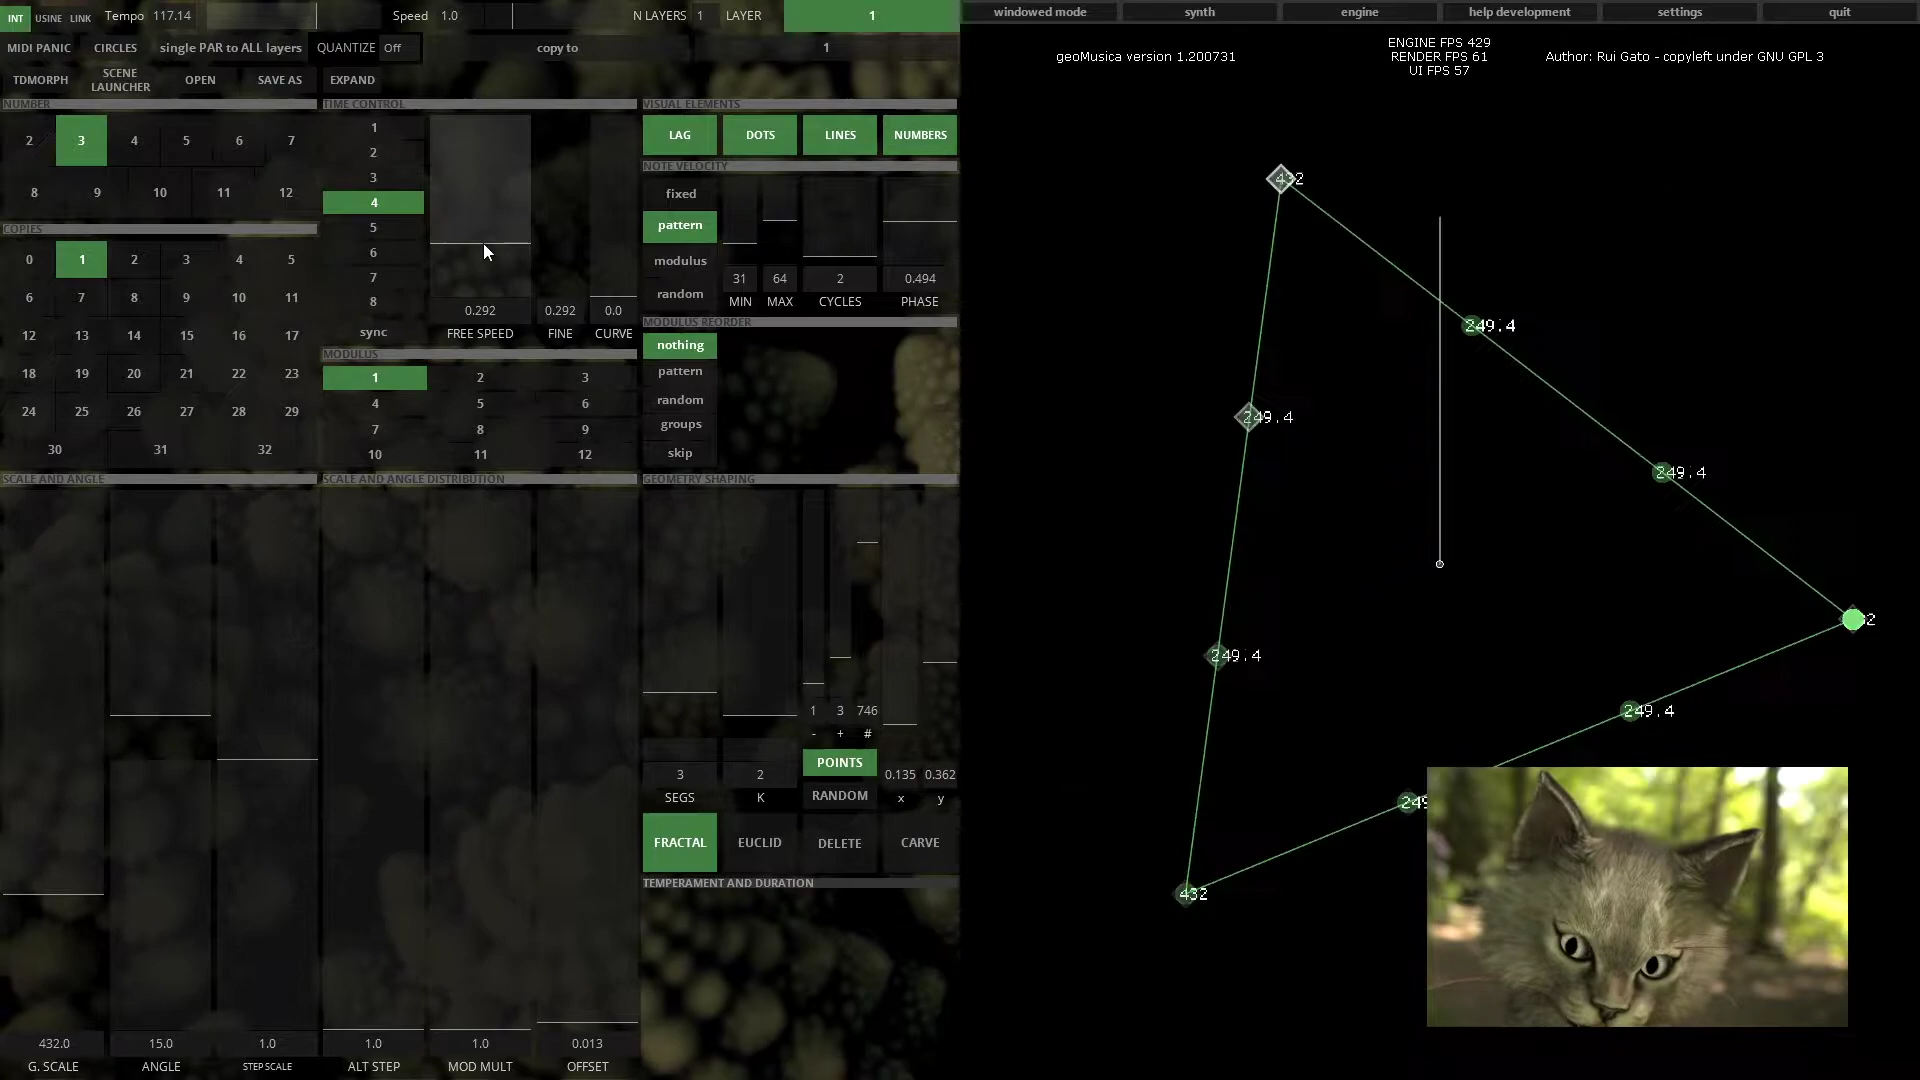 INT USINE LINK Tempo 117.14 Speed 1.0 N LAYERS 1 LAYER 1
MIDI PANIC CIRCLES single PAR to ALL layers QUANTIZE Off copy to 1
TDMORPH SCENE LAUNCHER OPEN SAVE AS EXPAND
NUMBER
2 3 4 5 6 7
8 9 10 11 12
COPIES
0 1 2 3 4 5
6 7 8 9 10 11
12 13 14 15 16 17
18 19 20 21 22 23
24 25 26 27 28 29
30 31 32
TIME CONTROL
1
2
3
4
5
6
7
8
sync
0.292 0.292 0.0
FREE SPEED FINE CURVE
MODULUS
1 2 3
4 5 6
7 8 9
10 11 12
VISUAL ELEMENTS
LAG DOTS LINES NUMBERS
NOTE VELOCITY
fixed
pattern
modulus
random
31 64 2 0.494
MIN MAX CYCLES PHASE
MODULUS REORDER
nothing
pattern
random
groups
skip
SCALE AND ANGLE
432.0 15.0 1.0
G. SCALE ANGLE STEPSCALE
SCALE AND ANGLE DISTRIBUTION
1.0 1.0 0.013
ALT STEP MOD MULT OFFSET
GEOMETRY SHAPING
1 3 746
- + #
POINTS
3 2 RANDOM 0.135 0.362
SEGS K x y
FRACTAL EUCLID DELETE CARVE
TEMPERAMENT AND DURATION
windowed mode synth engine help development settings quit
geoMusica version 1.200731
ENGINE FPS 429
RENDER FPS 61
UI FPS 57
Author: Rui Gato - copyleft under GNU GPL 3
432
249.4
249.4
249.4
249.4
249.4
432